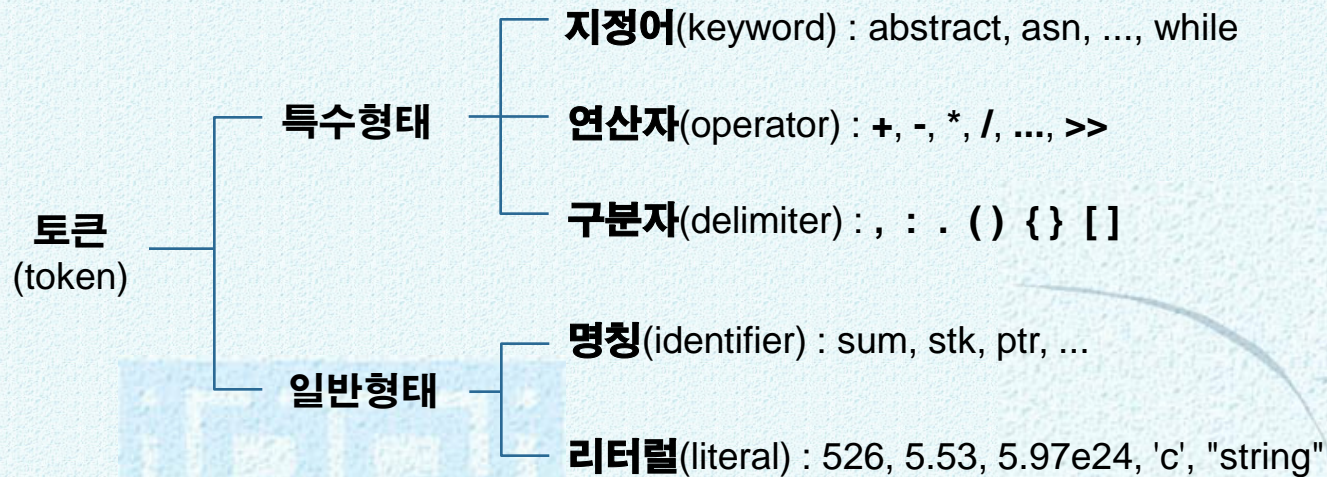 지정어(keyword) : abstract, asn, ..., while
특수형태
연산자(operator) : +, -, *, /, ..., >>
구분자(delimiter) : , : . ( ) { } [ ]
토큰
(token)
명칭(identifier) : sum, stk, ptr, ...
일반형태
리터럴(literal) : 526, 5.53, 5.97e24, 'c', "string"